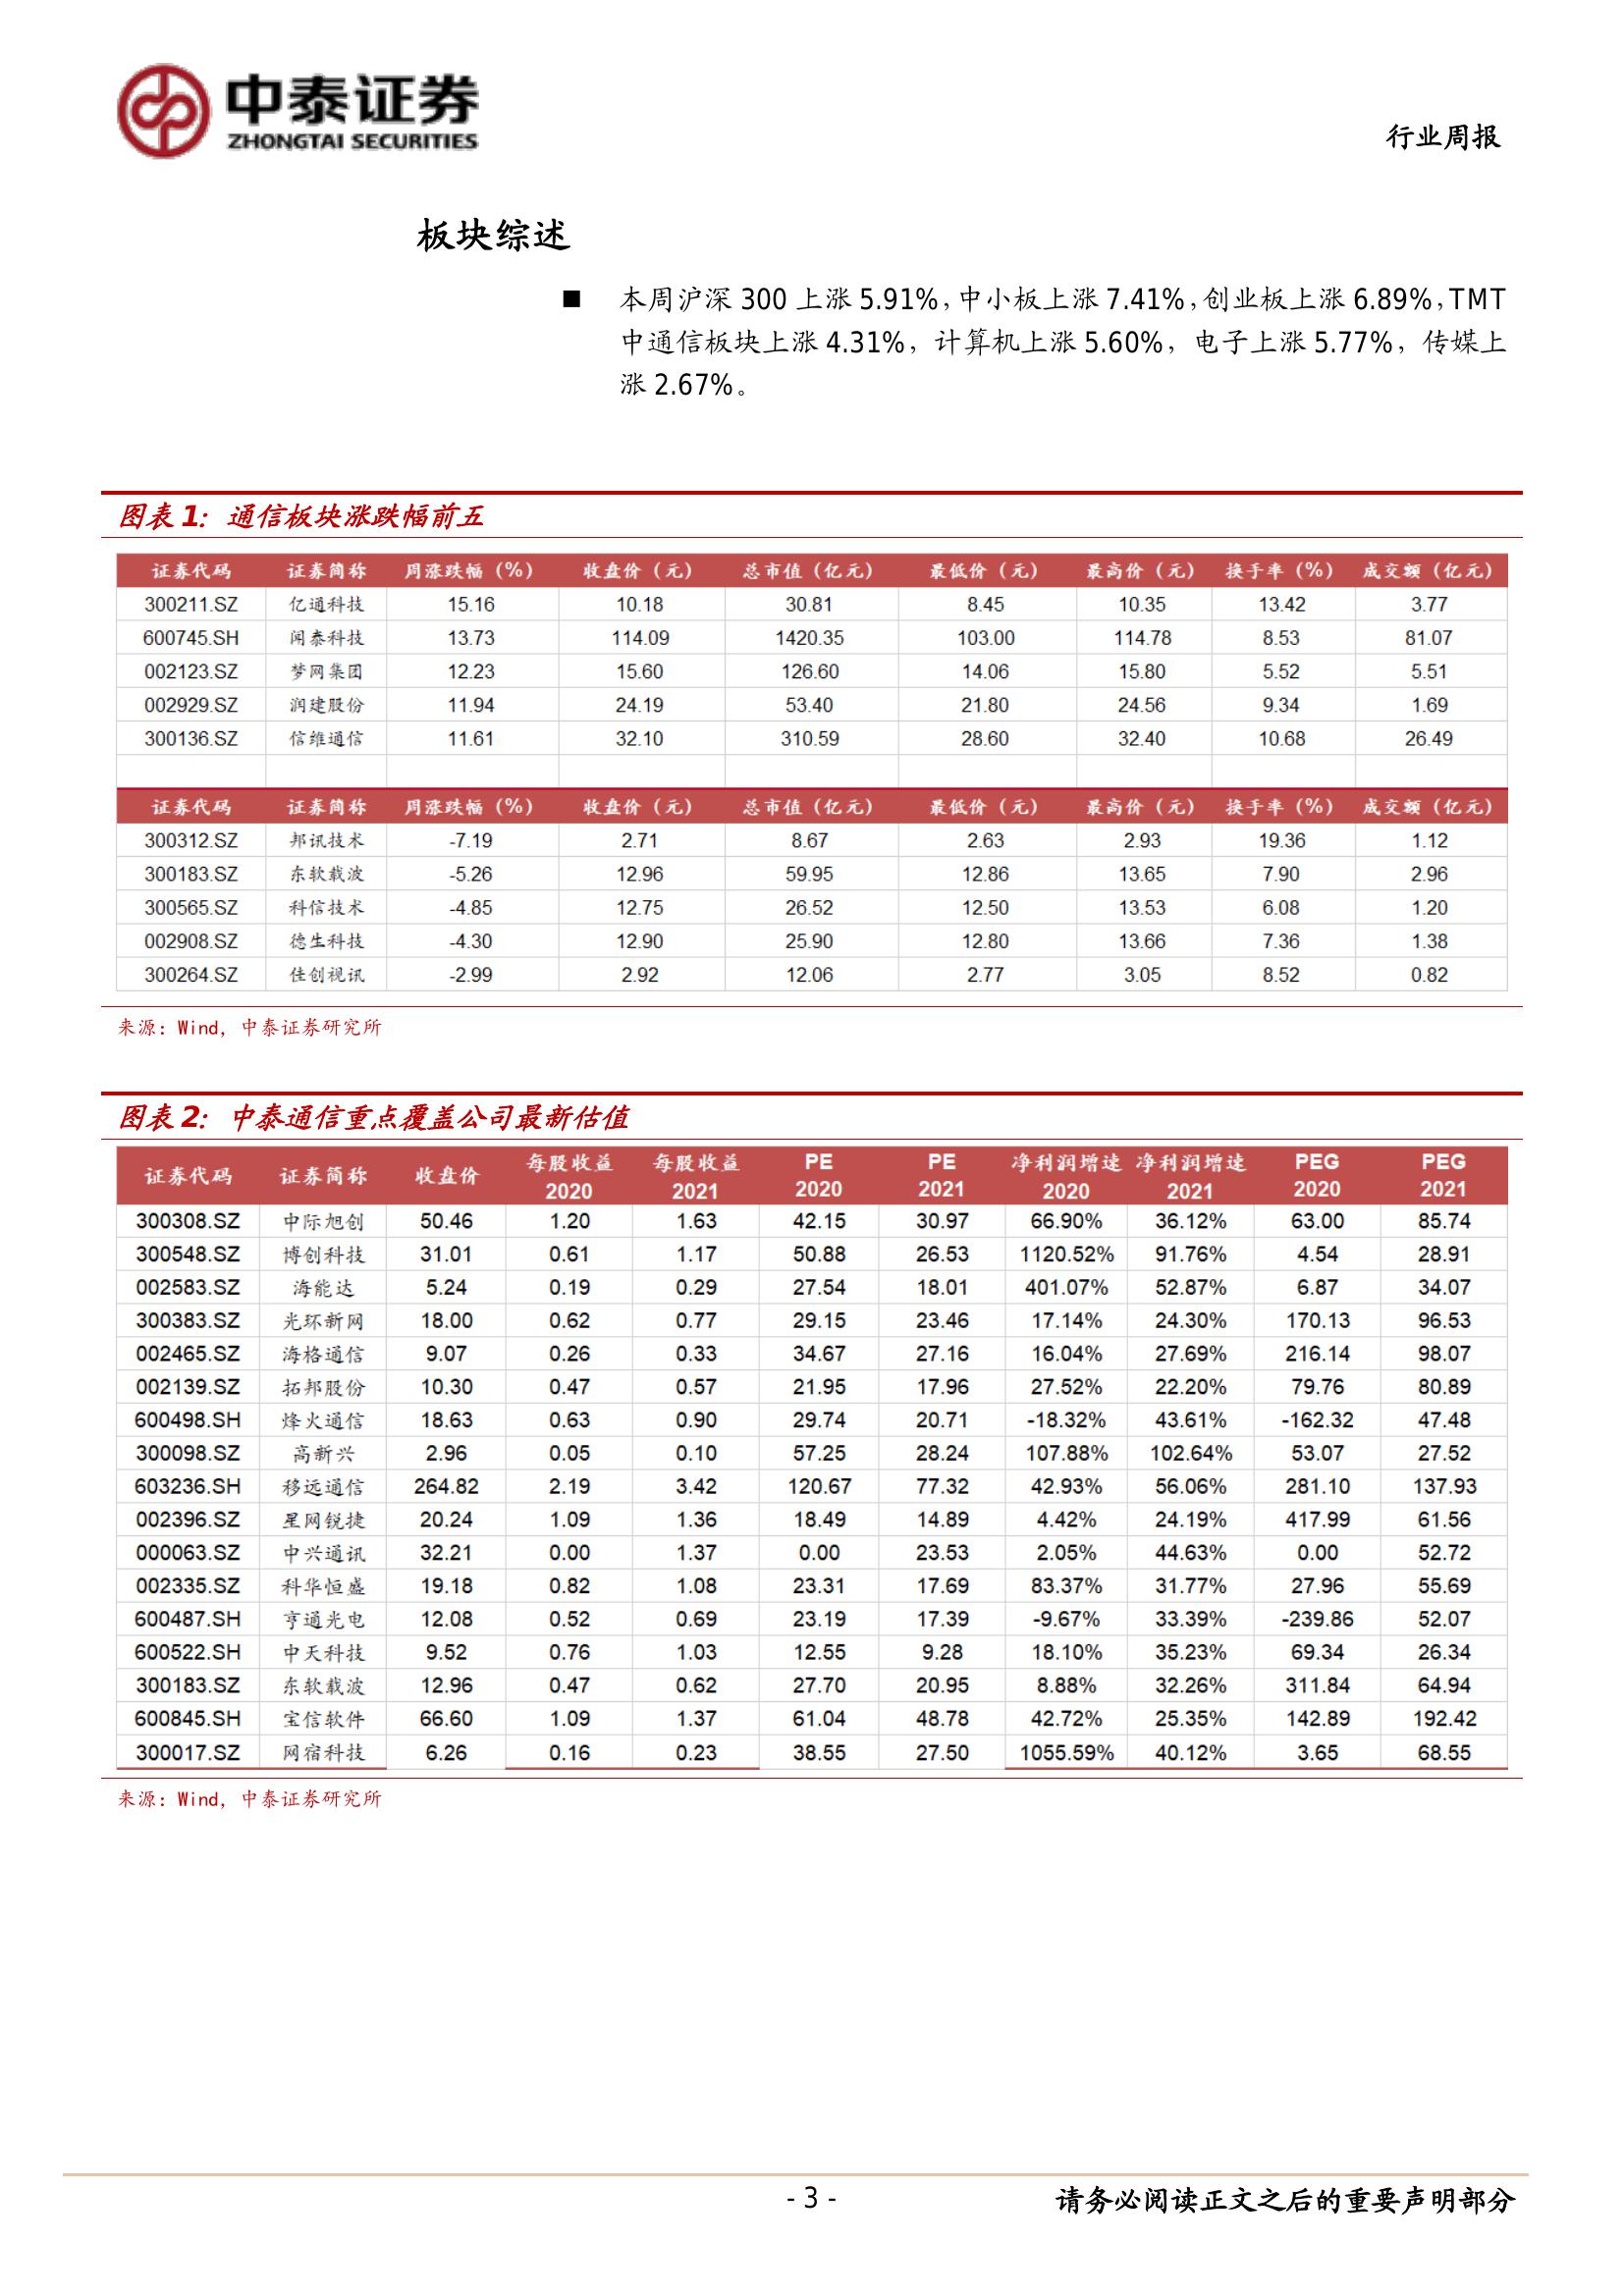 中泰证券
ZHONGTAI SECURITIES
行业周报
板块综述
■ 本周沪深 300 上涨 5.91%，中小板上涨 7.41%，创业板上涨 6.89%，TMT
中通信板块上涨 4.31%，计算机上涨 5.60%，电子上涨 5.77%，传媒上
涨 2.67%。
图表 1：通信板块涨跌幅前五
证券代码 证券简称 周涨跌幅（%） 收盘价（元） 总市值（亿元） 最低价（元） 最高价（元） 换手率（%） 成交额（亿元）
300211.SZ 亿通科技 15.16 10.18 30.81 8.45 10.35 13.42 3.77
600745.SH 闻泰科技 13.73 114.09 1420.35 103.00 114.78 8.53 81.07
002123.SZ 梦网集团 12.23 15.60 126.60 14.06 15.80 5.52 5.51
002929.SZ 润建股份 11.94 24.19 53.40 21.80 24.56 9.34 1.69
300136.SZ 信维通信 11.61 32.10 310.59 28.60 32.40 10.68 26.49
证券代码 证券简称 周涨跌幅（%） 收盘价（元） 总市值（亿元） 最低价（元） 最高价（元） 换手率（%） 成交额（亿元）
300312.SZ 邦讯技术 -7.19 2.71 8.67 2.63 2.93 19.36 1.12
300183.SZ 东软载波 -5.26 12.96 59.95 12.86 13.65 7.90 2.96
300565.SZ 科信技术 -4.85 12.75 26.52 12.50 13.53 6.08 1.20
002908.SZ 德生科技 -4.30 12.90 25.90 12.80 13.66 7.36 1.38
300264.SZ 佳创视讯 -2.99 2.92 12.06 2.77 3.05 8.52 0.82
来源：Wind，中泰证券研究所
图表 2：中泰通信重点覆盖公司最新估值
证券代码 证券简称 收盘价 每股收益 2020 每股收益 2021 PE 2020 PE 2021 净利润增速 2020 净利润增速 2021 PEG 2020 PEG 2021
300308.SZ 中际旭创 50.46 1.20 1.63 42.15 30.97 66.90% 36.12% 63.00 85.74
300548.SZ 博创科技 31.01 0.61 1.17 50.88 26.53 1120.52% 91.76% 4.54 28.91
002583.SZ 海能达 5.24 0.19 0.29 27.54 18.01 401.07% 52.87% 6.87 34.07
300383.SZ 光环新网 18.00 0.62 0.77 29.15 23.46 17.14% 24.30% 170.13 96.53
002465.SZ 海格通信 9.07 0.26 0.33 34.67 27.16 16.04% 27.69% 216.14 98.07
002139.SZ 拓邦股份 10.30 0.47 0.57 21.95 17.96 27.52% 22.20% 79.76 80.89
600498.SH 烽火通信 18.63 0.63 0.90 29.74 20.71 -18.32% 43.61% -162.32 47.48
300098.SZ 高新兴 2.96 0.05 0.10 57.25 28.24 107.88% 102.64% 53.07 27.52
603236.SH 移远通信 264.82 2.19 3.42 120.67 77.32 42.93% 56.06% 281.10 137.93
002396.SZ 星网锐捷 20.24 1.09 1.36 18.49 14.89 4.42% 24.19% 417.99 61.56
000063.SZ 中兴通讯 32.21 0.00 1.37 0.00 23.53 2.05% 44.63% 0.00 52.72
002335.SZ 科华恒盛 19.18 0.82 1.08 23.31 17.69 83.37% 31.77% 27.96 55.69
600487.SH 亨通光电 12.08 0.52 0.69 23.19 17.39 -9.67% 33.39% -239.86 52.07
600522.SH 中天科技 9.52 0.76 1.03 12.55 9.28 18.10% 35.23% 69.34 26.34
300183.SZ 东软载波 12.96 0.47 0.62 27.70 20.95 8.88% 32.26% 311.84 64.94
600845.SH 宝信软件 66.60 1.09 1.37 61.04 48.78 42.72% 25.35% 142.89 192.42
300017.SZ 网宿科技 6.26 0.16 0.23 38.55 27.50 1055.59% 40.12% 3.65 68.55
来源：Wind，中泰证券研究所
- 3 -
请务必阅读正文之后的重要声明部分